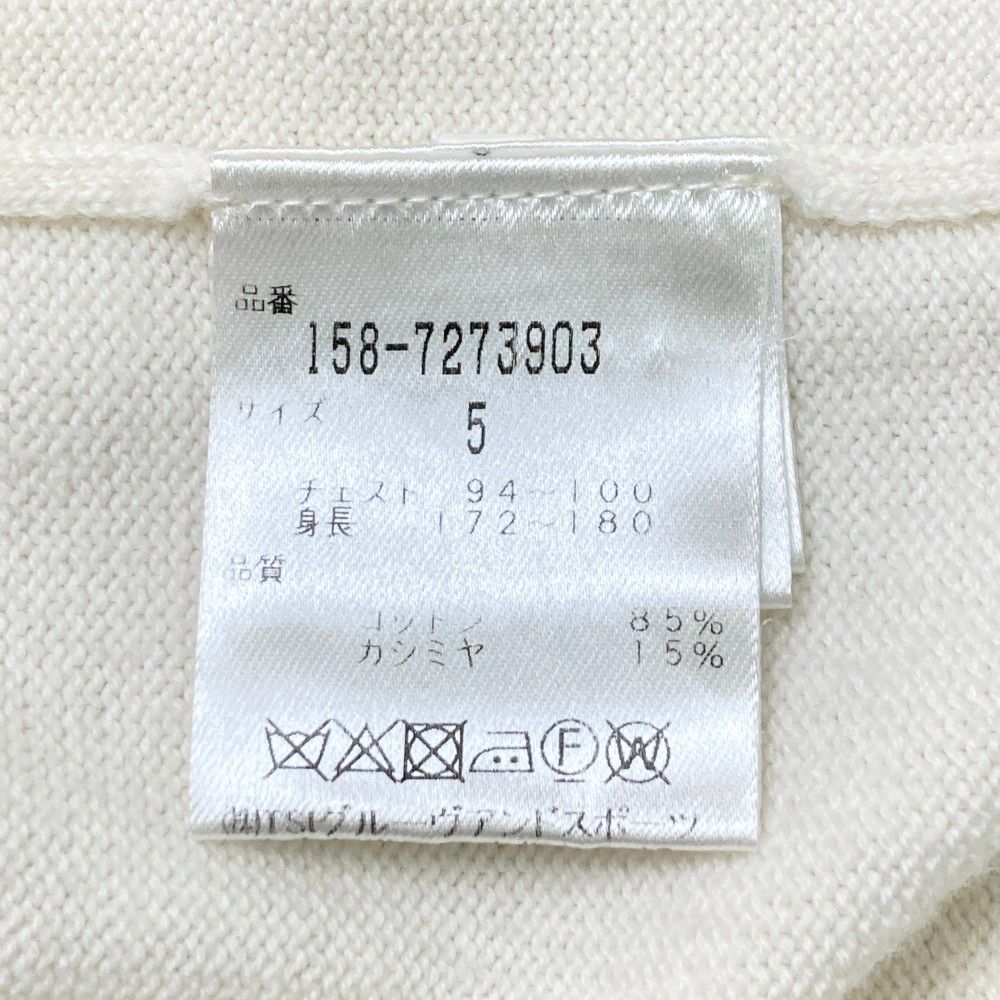 品番
158-7273903
サイズ 5
チェスト 94～100
身長 172～180
品質
コットン 85%
カシミヤ 15%
F W
㈱TSIグルーヴアンドスポーツ